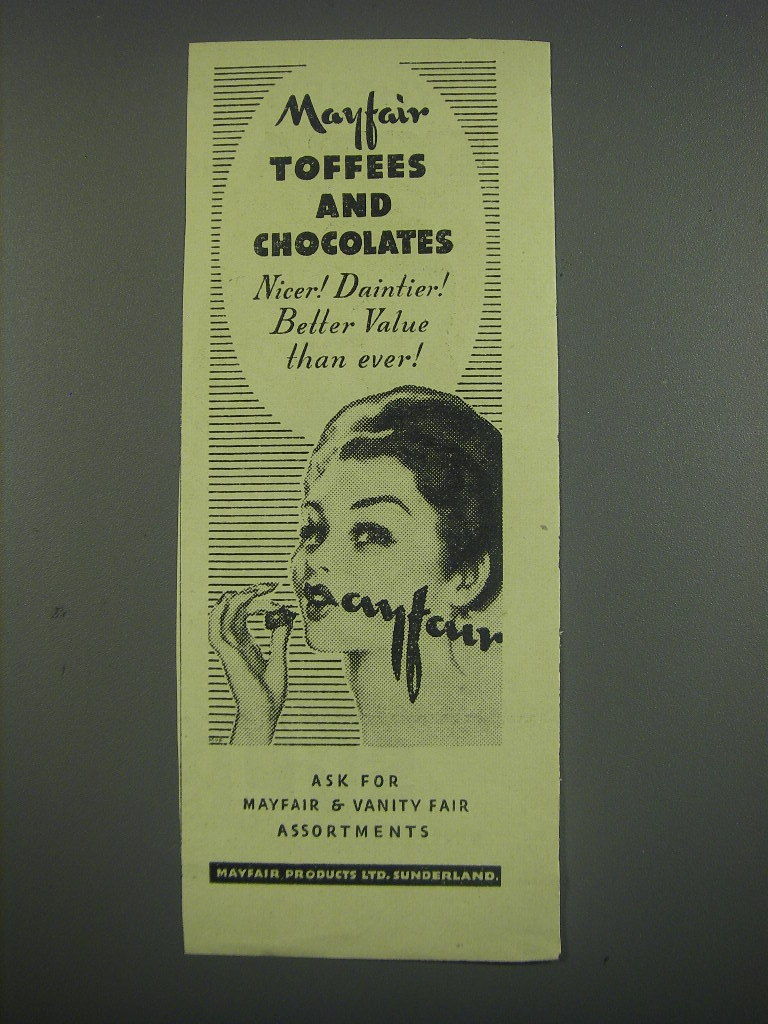 Mayfair
TOFFEES
AND
CHOCOLATES
Nicer! Daintier!
Better Value
than ever!
Mayfair
ASK FOR
MAYFAIR & VANITY FAIR
ASSORTMENTS
MAYFAIR PRODUCTS LTD. SUNDERLAND.